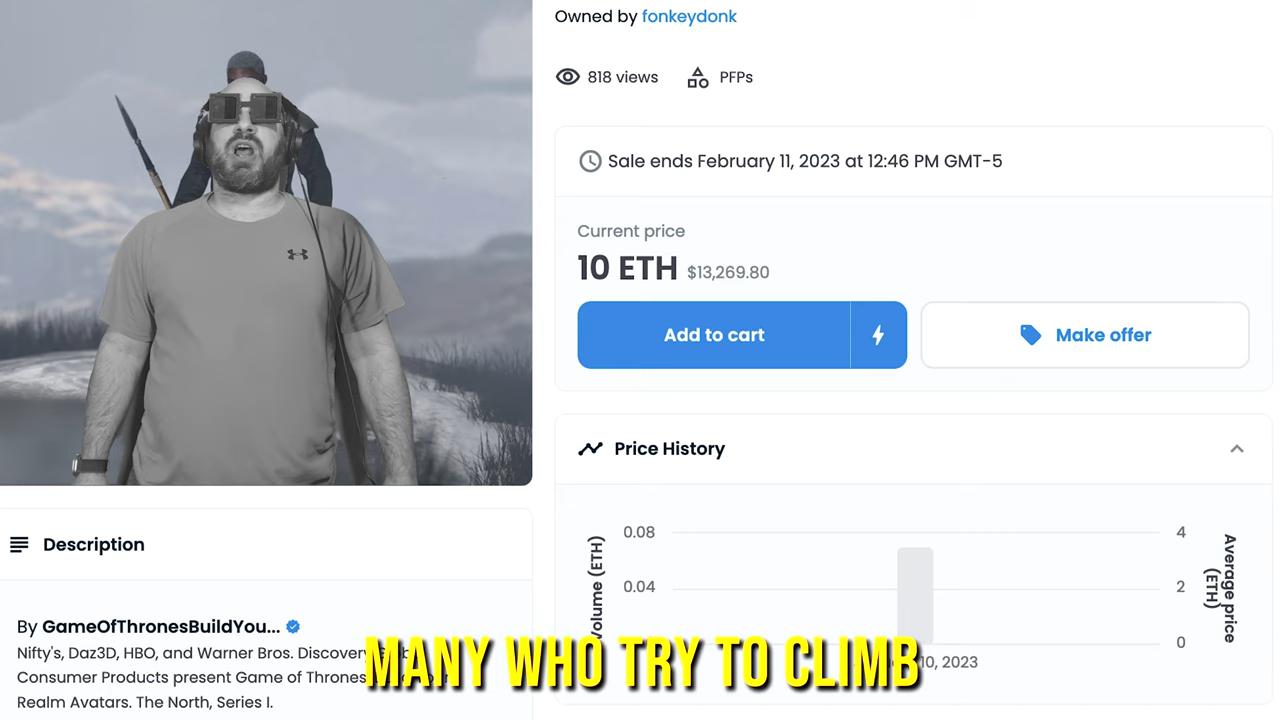 Owned by fonkeydonk
818 views
PFPs
Sale ends February 11, 2023 at 12:46 PM GMT-5
Current price
10 ETH $13,269.80
Add to cart
Make offer
Price History
0.08
0.04
Volume (ETH)
4
2
0
Average price (ETH)
10, 2023
Description
By GameOfThronesBuildYou...
Nifty's, Daz3D, HBO, and Warner Bros. Discovery
Consumer Products present Game of Thrones
Realm Avatars. The North, Series I.
MANY WHO TRY TO CLIMB